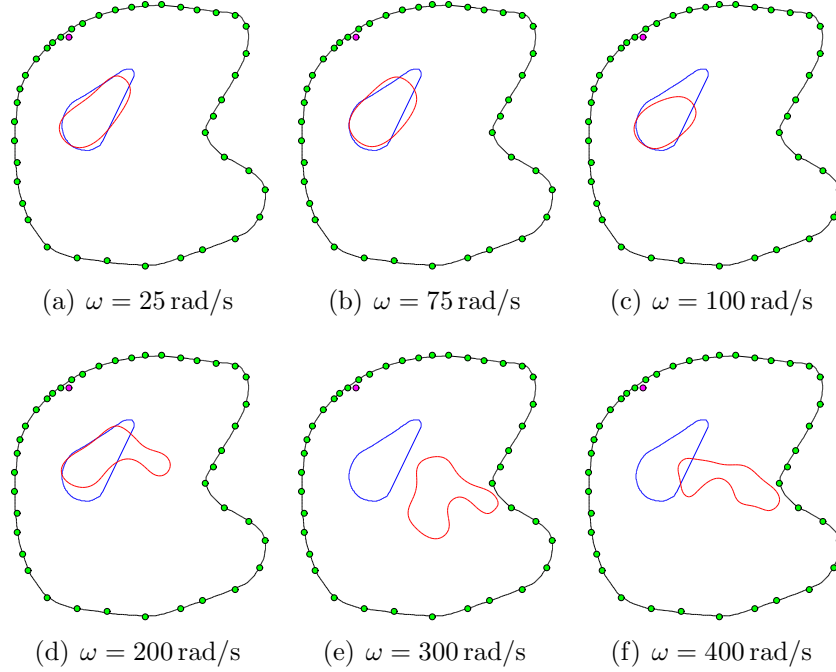 (a) ω = 25 rad/s
(b) ω = 75 rad/s
(c) ω = 100 rad/s
(d) ω = 200 rad/s
(e) ω = 300 rad/s
(f) ω = 400 rad/s